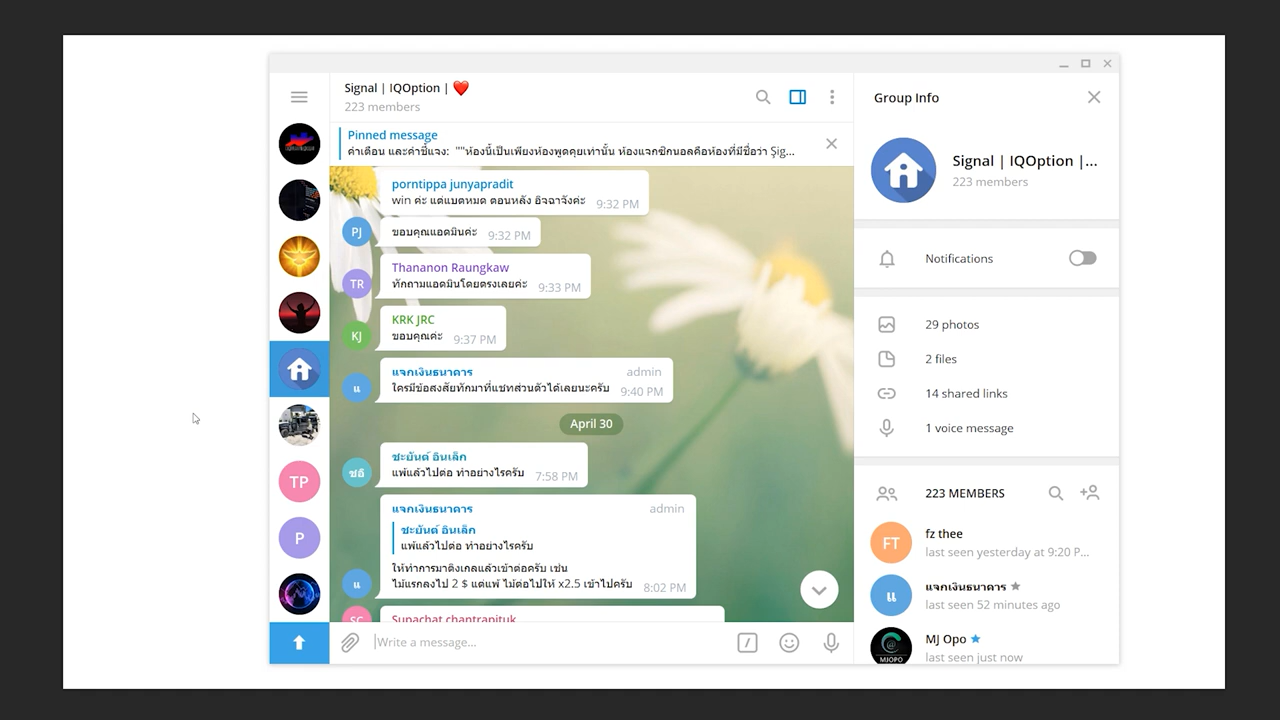 Signal | IQOption | ❤️
223 members
Group Info
Pinned message
คำเตือน และคำชี้แจง: ""ห้องนี้เป็นเพียงห้องพูดคุยเท่านั้น ห้องแจกซิกนอลคือห้องที่มีชื่อว่า Şig...
Signal | IQOption |...
223 members
porntippa junyapradit
win ค่ะ แต่แบตหมด ตอนหลัง อิจฉาจังค่ะ 9:32 PM
PJ
ขอบคุณแอดมินค่ะ 9:32 PM
Thananon Raungkaw
TR
ทักถามแอดมินโดยตรงเลยค่ะ 9:33 PM
KRK JRC
KJ
ขอบคุณค่ะ 9:37 PM
แจกเงินธนาคาร admin
แ
ใครมีข้อสงสัยทักมาที่แชทส่วนตัวได้เลยนะครับ 9:40 PM
April 30
ชะยันต์ อินเล็ก
ชอิ
แพ้แล้วไปต่อ ทำอย่างไรครับ 7:58 PM
แจกเงินธนาคาร admin
ชะยันต์ อินเล็ก
แพ้แล้วไปต่อ ทำอย่างไรครับ
ให้ทำการมาติงเกลแล้วเข้าต่อครับ เช่น
แ
ไม้แรกลงไป 2 $ แต่แพ้ ไม้ต่อไปให้ x2.5 เข้าไปครับ 8:02 PM
SC
Supachat chantrapituk
Write a message...
TP
P
Notifications
29 photos
2 files
14 shared links
1 voice message
223 MEMBERS
FT
fz thee
last seen yesterday at 9:20 P...
แ
แจกเงินธนาคาร
last seen 52 minutes ago
MJOPO
MJ Opo
last seen just now